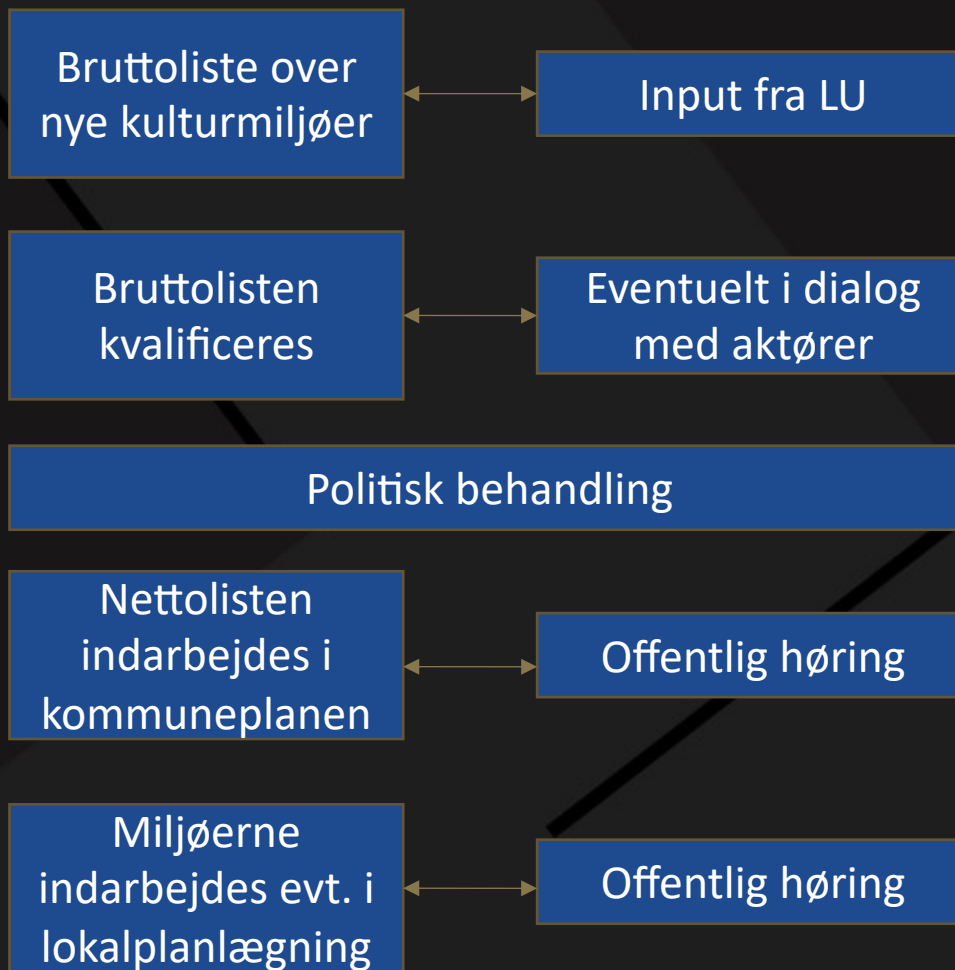 Bruttoliste over
nye kulturmiljøer
Input fra LU
Bruttolisten
kvalificeres
Eventuelt i dialog
med aktører
Politisk behandling
Nettolisten
indarbejdes i
kommuneplanen
Offentlig høring
Miljøerne
indarbejdes evt. i
lokalplanlægning
Offentlig høring